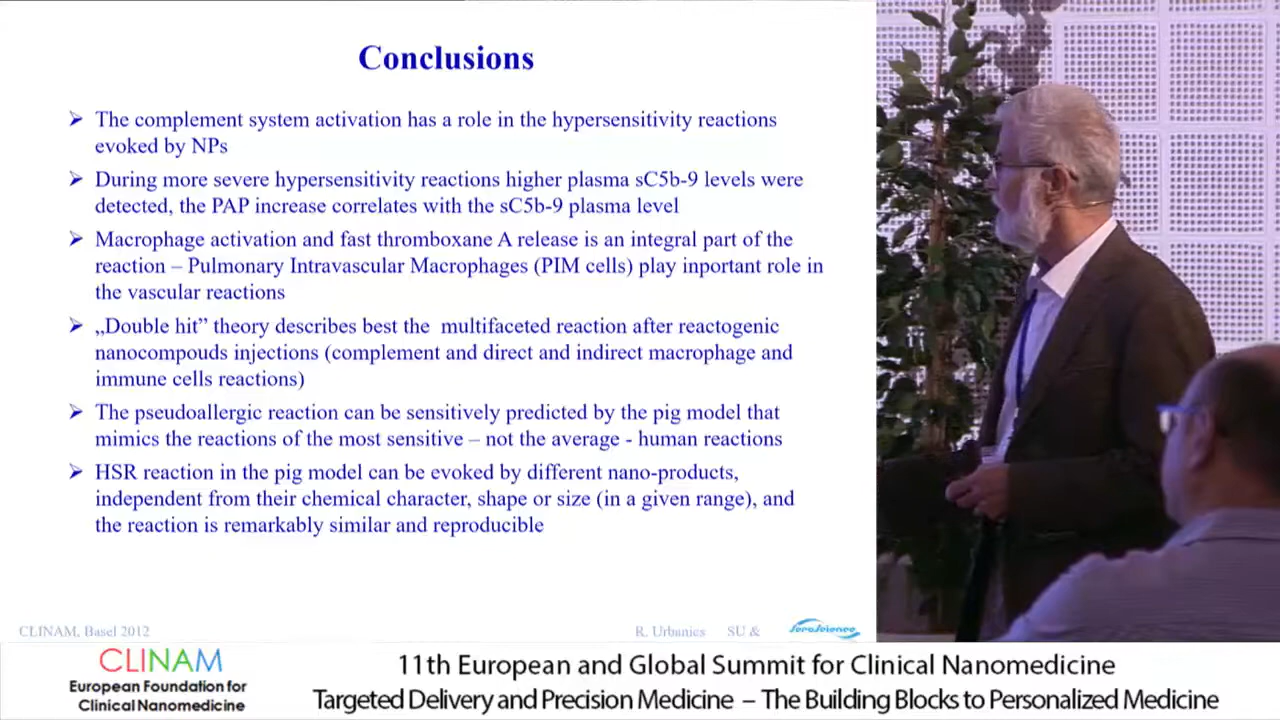 Conclusions
➢ The complement system activation has a role in the hypersensitivity reactions
evoked by NPs
➢ During more severe hypersensitivity reactions higher plasma sC5b-9 levels were
detected, the PAP increase correlates with the sC5b-9 plasma level
➢ Macrophage activation and fast thromboxane A release is an integral part of the
reaction – Pulmonary Intravascular Macrophages (PIM cells) play inportant role in
the vascular reactions
➢ „Double hit” theory describes best the multifaceted reaction after reactogenic
nanocompouds injections (complement and direct and indirect macrophage and
immune cells reactions)
➢ The pseudoallergic reaction can be sensitively predicted by the pig model that
mimics the reactions of the most sensitive – not the average - human reactions
➢ HSR reaction in the pig model can be evoked by different nano-products,
independent from their chemical character, shape or size (in a given range), and
the reaction is remarkably similar and reproducible
CLINAM, Basel 2012
R. Urbanics SU & SeroScience
CLINAM
European Foundation for
Clinical Nanomedicine
11th European and Global Summit for Clinical Nanomedicine
Targeted Delivery and Precision Medicine – The Building Blocks to Personalized Medicine